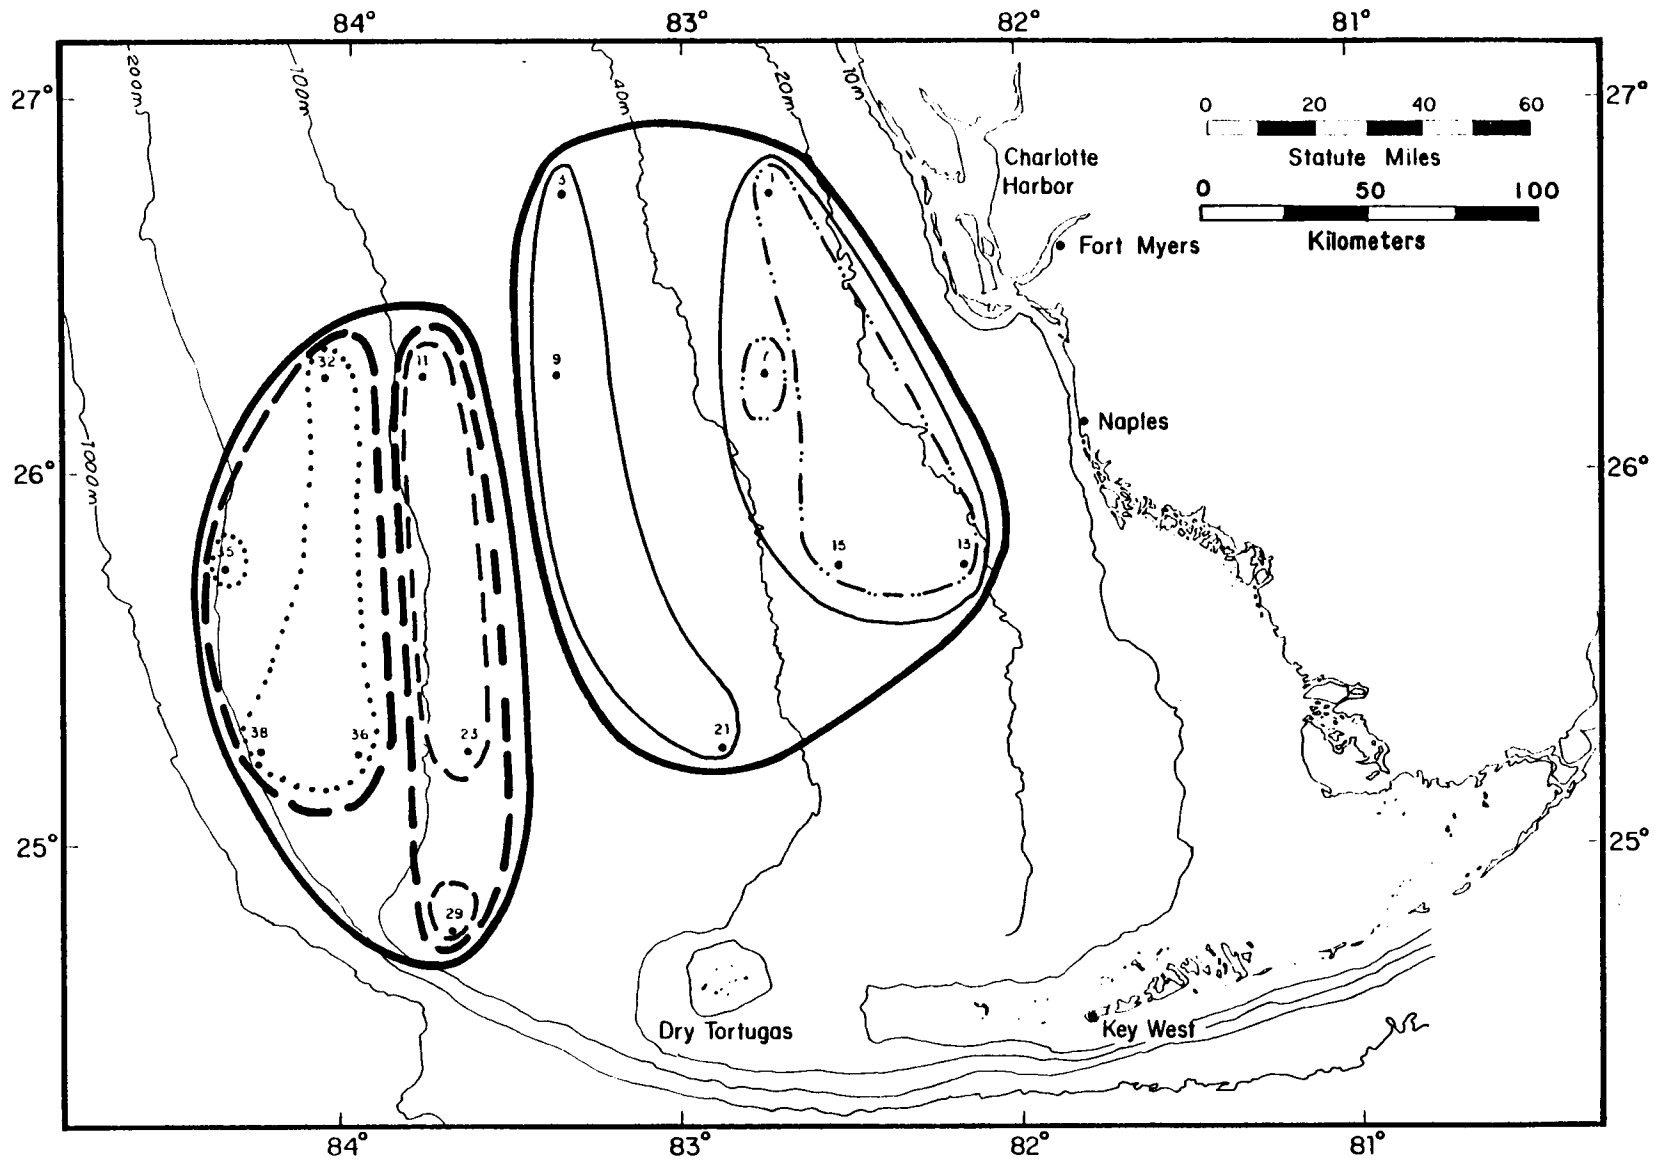 84° 83° 82° 81°
200m 100m 40m 20m 10m
27° 27°
0 20 40 60
Statute Miles
Charlotte
Harbor
0 50 100
Kilometers
3 1
Fort Myers
32 11 9
Naples
1000m
26° 26°
35 15 13
38 36 23 21
25° 25°
29
Dry Tortugas
Key West
84° 83° 82° 81°